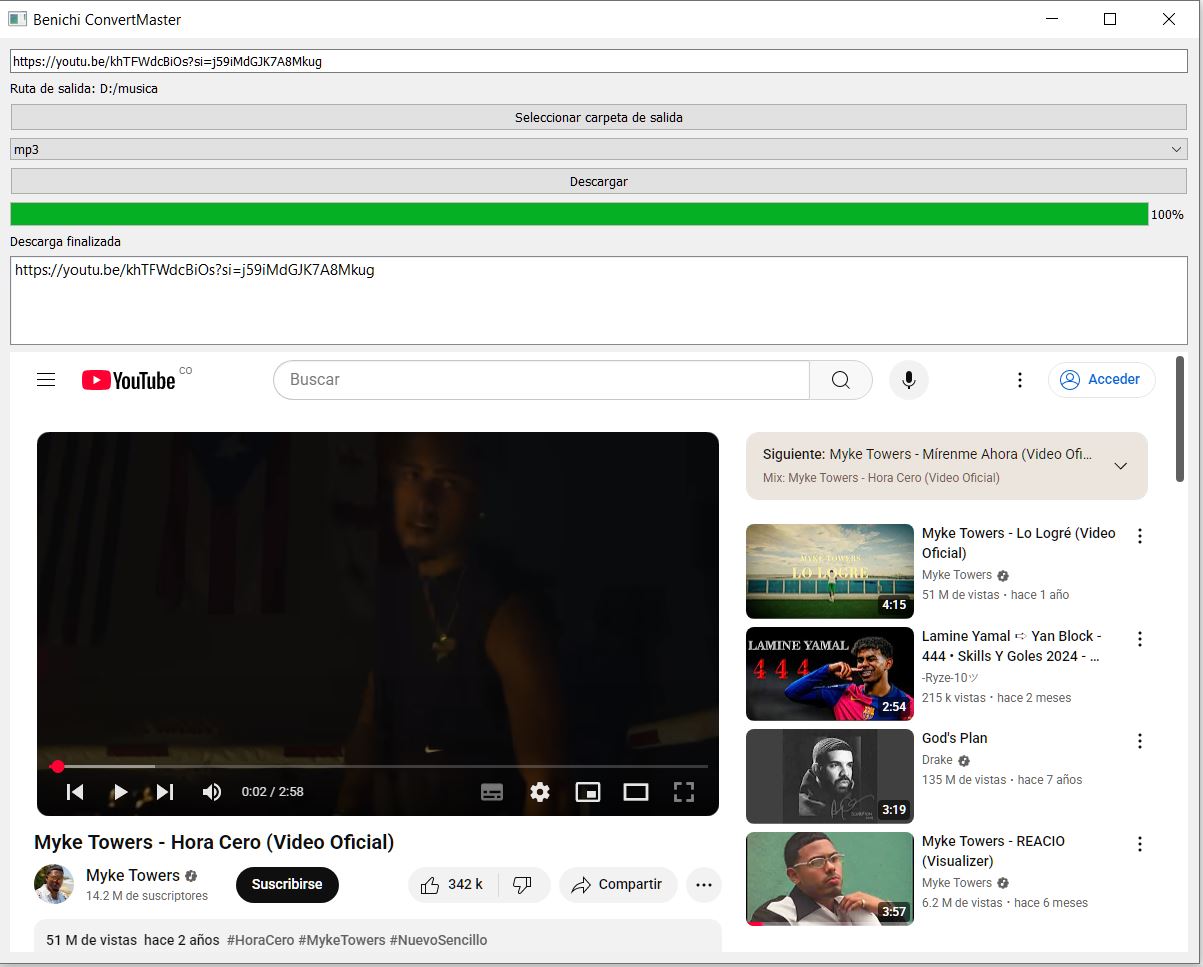 Benichi ConvertMaster
https://youtu.be/khTFWdcBiOs?si=j59iMdGJK7A8Mkug
Ruta de salida: D:/musica
Seleccionar carpeta de salida
mp3
Descargar
100%
Descarga finalizada
https://youtu.be/khTFWdcBiOs?si=j59iMdGJK7A8Mkug
YouTube CO
Buscar
Acceder
0:02 / 2:58
Myke Towers - Hora Cero (Video Oficial)
Myke Towers
14.2 M de suscriptores
Suscribirse
342 k
Compartir
51 M de vistas hace 2 años #HoraCero #MykeTowers #NuevoSencillo
Siguiente: Myke Towers - Mírenme Ahora (Video Ofi...
Mix: Myke Towers - Hora Cero (Video Oficial)
MYKE TOWERS
LO LOGRÉ
4:15
Myke Towers - Lo Logré (Video
Oficial)
Myke Towers
51 M de vistas • hace 1 año
LAMINE YAMAL
444
2:54
Lamine Yamal ➪ Yan Block -
444 • Skills Y Goles 2024 - ...
-Ryze-10ツ
215 k vistas • hace 2 meses
3:19
God's Plan
Drake
135 M de vistas • hace 7 años
3:57
Myke Towers - REACIO
(Visualizer)
Myke Towers
6.2 M de vistas • hace 6 meses